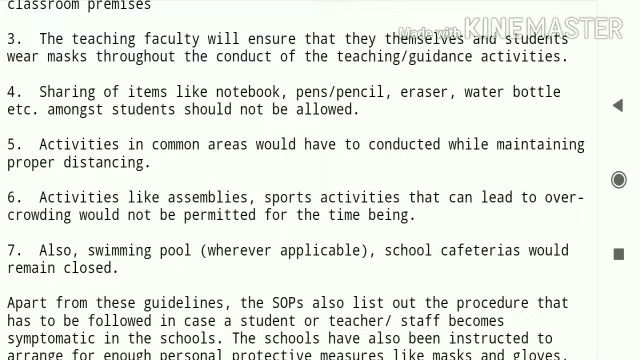 classroom premises
Made with KINEMASTER
3. The teaching faculty will ensure that they themselves and students
wear masks throughout the conduct of the teaching/guidance activities.
4. Sharing of items like notebook, pens/pencil, eraser, water bottle
etc. amongst students should not be allowed.
5. Activities in common areas would have to conducted while maintaining
proper distancing.
6. Activities like assemblies, sports activities that can lead to over-
crowding would not be permitted for the time being.
7. Also, swimming pool (wherever applicable), school cafeterias would
remain closed.
Apart from these guidelines, the SOPs also list out the procedure that
has to be followed in case a student or teacher/ staff becomes
symptomatic in the schools. The schools have also been instructed to
arrange for enough personal protective measures like masks and gloves.